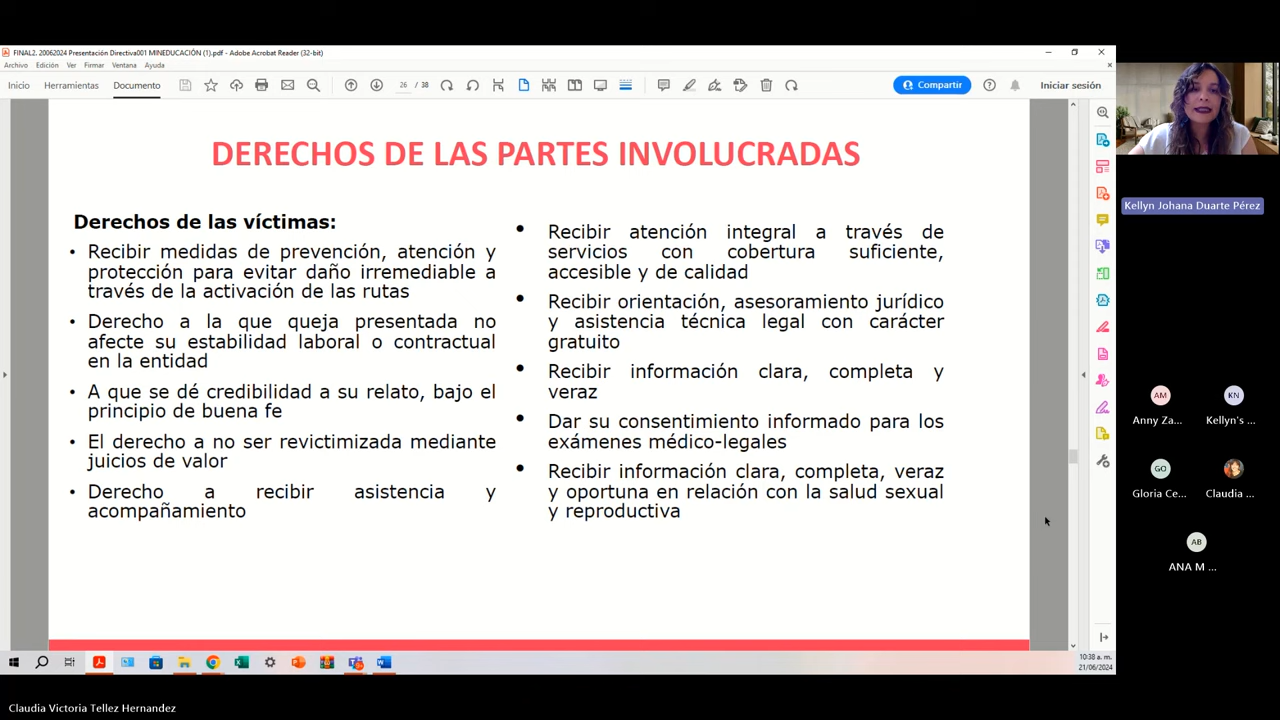 FINAL2. 20062024 Presentación Directiva001 MINEDUCACIÓN (1).pdf - Adobe Acrobat Reader (32-bit)
Archivo Edición Ver Firmar Ventana Ayuda
Inicio Herramientas Documento 26 / 38 Compartir Iniciar sesión
DERECHOS DE LAS PARTES INVOLUCRADAS
Derechos de las víctimas:
• Recibir medidas de prevención, atención y
protección para evitar daño irremediable a
través de la activación de las rutas
• Derecho a la que queja presentada no
afecte su estabilidad laboral o contractual
en la entidad
• A que se dé credibilidad a su relato, bajo el
principio de buena fe
• El derecho a no ser revictimizada mediante
juicios de valor
• Derecho a recibir asistencia y
acompañamiento
• Recibir atención integral a través de
servicios con cobertura suficiente,
accesible y de calidad
• Recibir orientación, asesoramiento jurídico
y asistencia técnica legal con carácter
gratuito
• Recibir información clara, completa y
veraz
• Dar su consentimiento informado para los
exámenes médico-legales
• Recibir información clara, completa, veraz
y oportuna en relación con la salud sexual
y reproductiva
Kellyn Johana Duarte Pérez
AM KN
Anny Za... Kellyn's ...
GO
Gloria Ce... Claudia ...
AB
ANA M ...
10:38 a. m.
21/06/2024
Claudia Victoria Tellez Hernandez